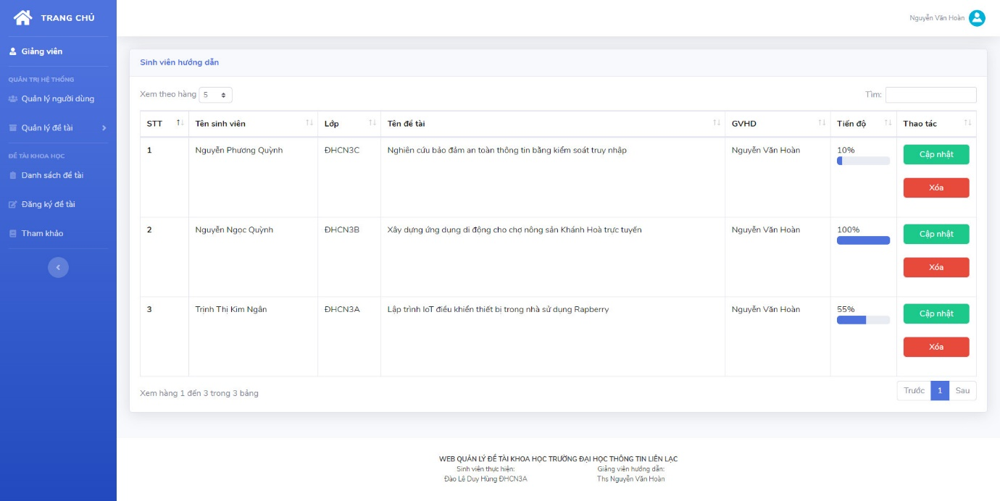 TRANG CHỦ
Nguyễn Văn Hoàn
Giảng viên
QUẢN TRỊ HỆ THỐNG
Quản lý người dùng
Quản lý đề tài
ĐỀ TÀI KHOA HỌC
Danh sách đề tài
Đăng ký đề tài
Tham khảo
Sinh viên hướng dẫn
Xem theo hàng 5
Tìm:
STT Tên sinh viên Lớp Tên đề tài GVHD Tiến độ Thao tác
1 Nguyễn Phương Quỳnh ĐHCN3C Nghiên cứu bảo đảm an toàn thông tin bằng kiểm soát truy nhập Nguyễn Văn Hoàn 10% Cập nhật
Xóa
2 Nguyễn Ngọc Quỳnh ĐHCN3B Xây dựng ứng dụng di động cho chợ nông sản Khánh Hoà trực tuyến Nguyễn Văn Hoàn 100% Cập nhật
Xóa
3 Trịnh Thị Kim Ngân ĐHCN3A Lập trình IoT điều khiển thiết bị trong nhà sử dụng Rapberry Nguyễn Văn Hoàn 55% Cập nhật
Xóa
Xem hàng 1 đến 3 trong 3 bảng
Trước 1 Sau
WEB QUẢN LÝ ĐỀ TÀI KHOA HỌC TRƯỜNG ĐẠI HỌC THÔNG TIN LIÊN LẠC
Sinh viên thực hiện: Giảng viên hướng dẫn:
Đào Lê Duy Hùng ĐHCN3A Ths Nguyễn Văn Hoàn